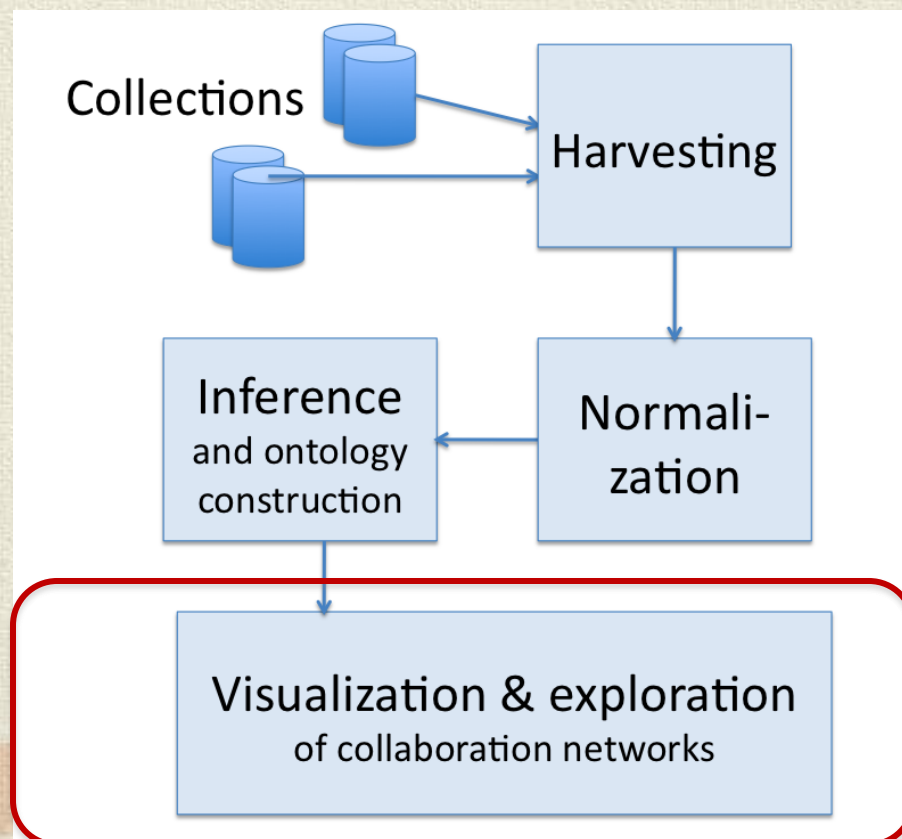 Collections
Harvesting
Normali-
zation
Inference
and ontology
construction
Visualization & exploration
of collaboration networks